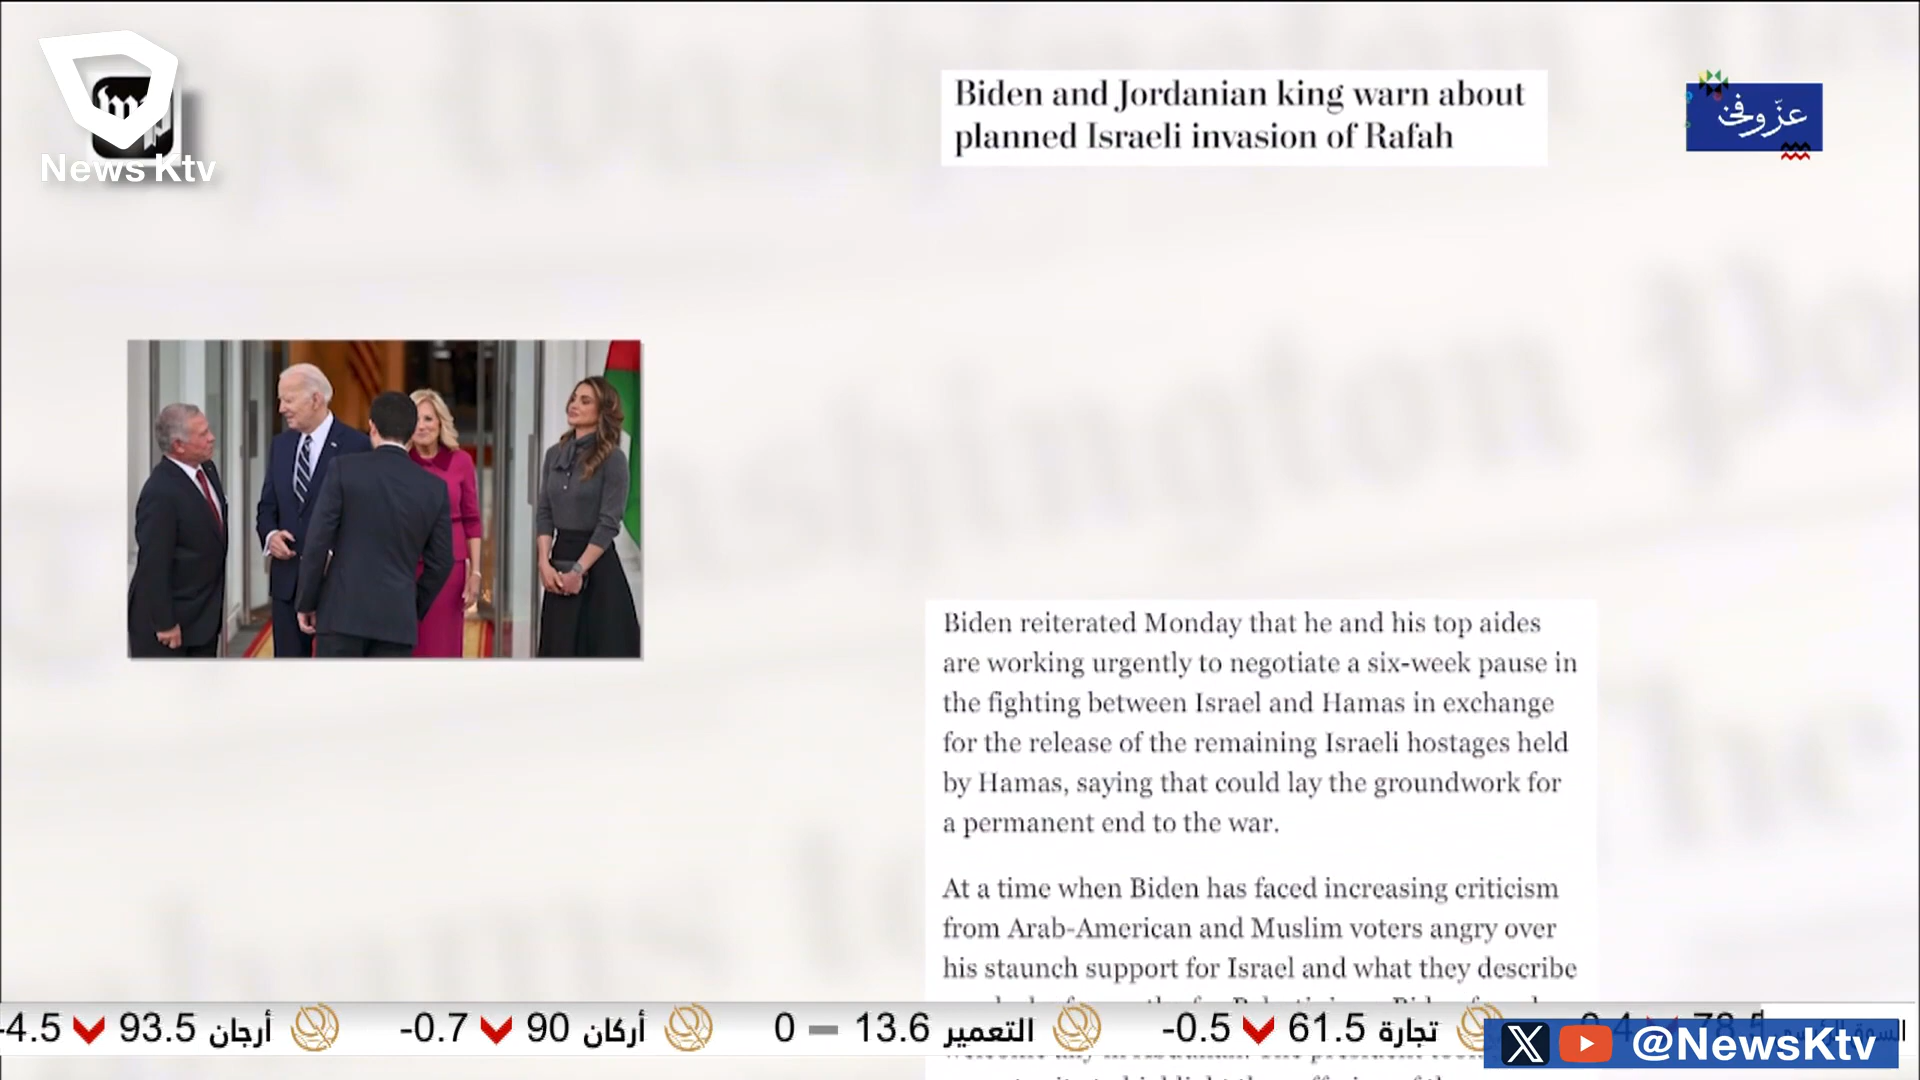 News Ktv
Biden and Jordanian king warn about
planned Israeli invasion of Rafah
عزّوفي
Biden reiterated Monday that he and his top aides
are working urgently to negotiate a six-week pause in
the fighting between Israel and Hamas in exchange
for the release of the remaining Israeli hostages held
by Hamas, saying that could lay the groundwork for
a permanent end to the war.
At a time when Biden has faced increasing criticism
from Arab-American and Muslim voters angry over
his staunch support for Israel and what they describe
تجارة 61.5 -0.5 التعمير 13.6 0 أركان 90 -0.7 أرجان 93.5 -4.5
@NewsKtv